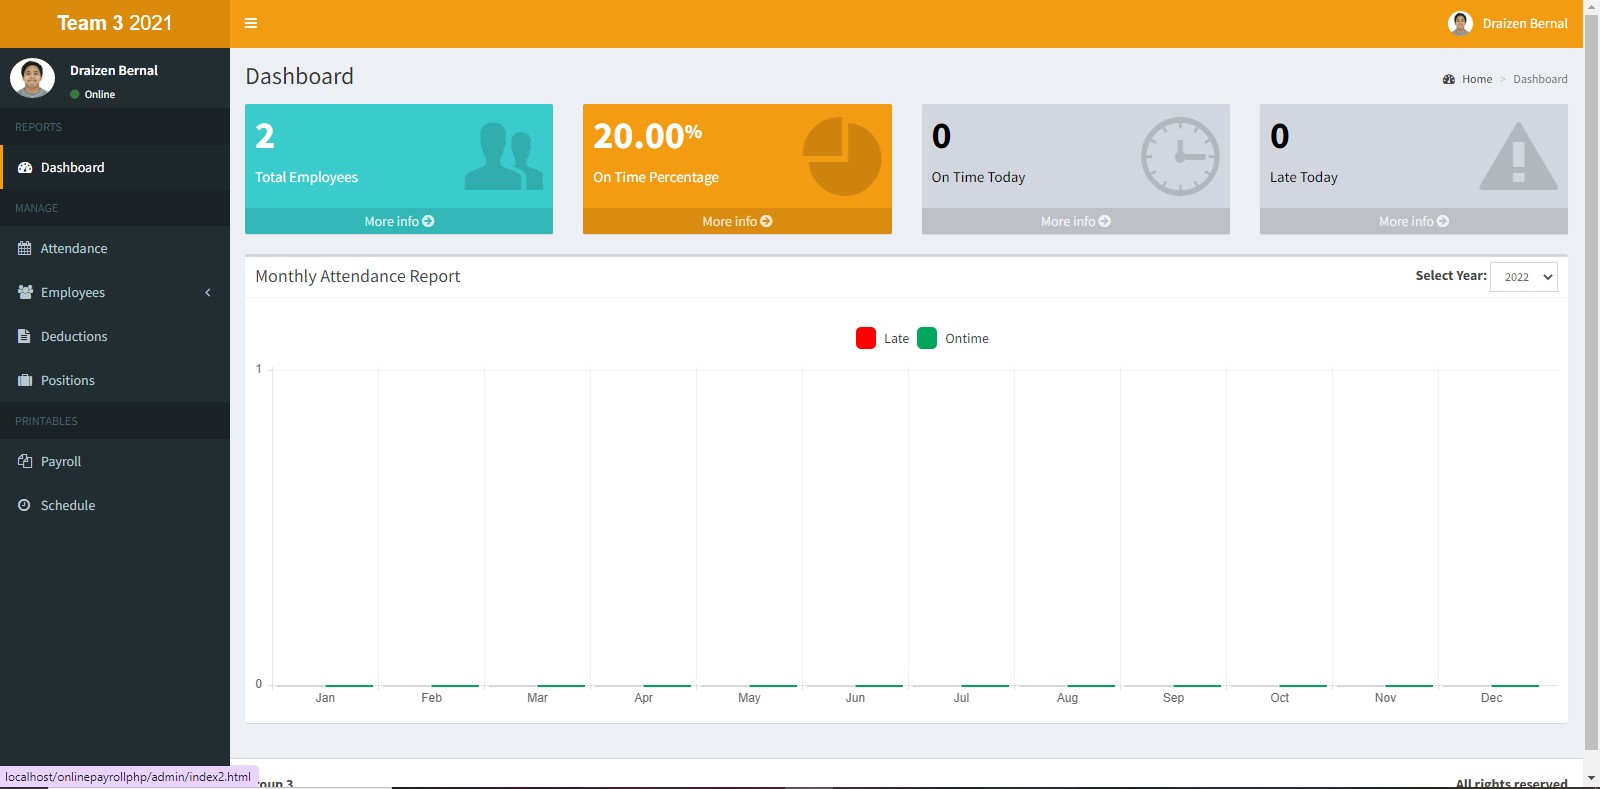 Team 3 2021
Draizen Bernal
Draizen Bernal
Online
REPORTS
Dashboard
MANAGE
Attendance
Employees
Deductions
Positions
PRINTABLES
Payroll
Schedule
Dashboard
Home > Dashboard
2
Total Employees
More info
20.00%
On Time Percentage
More info
0
On Time Today
More info
0
Late Today
More info
Monthly Attendance Report
Select Year: 2022
Late Ontime
1
0
Jan Feb Mar Apr May Jun Jul Aug Sep Oct Nov Dec
localhost/onlinepayrollphp/admin/index2.html
3
All rights reserved